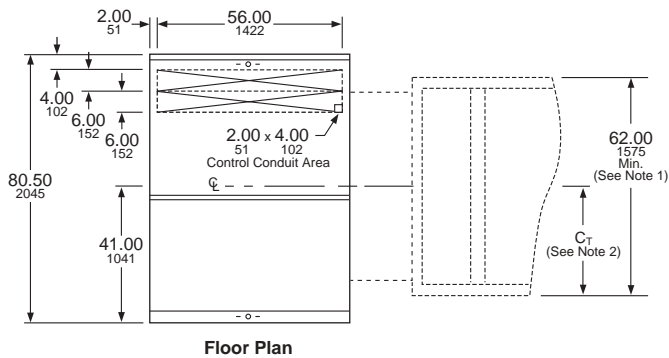 2.00
51
56.00
1422
4.00
102
6.00
152
6.00
152
2.00 x 4.00
51 102
Control Conduit Area
62.00
1575
Min.
(See Note 1)
80.50
2045
CL
41.00
1041
CT
(See Note 2)
Floor Plan